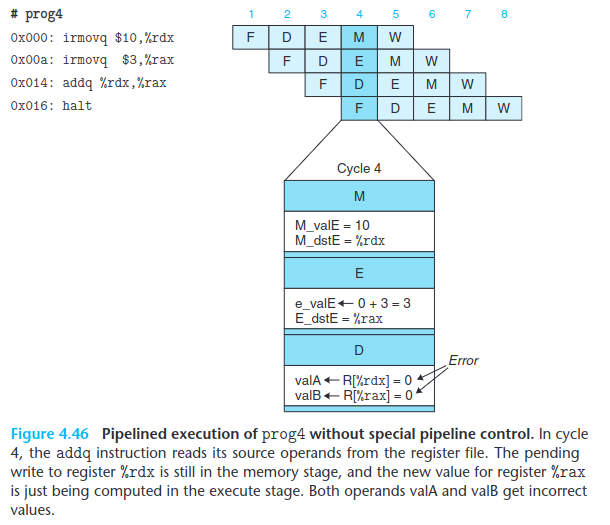 # prog4
1 2 3 4 5 6 7 8
0x000: irmovq $10,%rdx F D E M W
0x00a: irmovq $3,%rax F D E M W
0x014: addq %rdx,%rax F D E M W
0x016: halt F D E M W
Cycle 4
M
M_valE = 10
M_dstE = %rdx
E
e_valE ← 0 + 3 = 3
E_dstE = %rax
D
Error
valA ← R[%rdx] = 0
valB ← R[%rax] = 0
Figure 4.46 Pipelined execution of prog4 without special pipeline control. In cycle
4, the addq instruction reads its source operands from the register file. The pending
write to register %rdx is still in the memory stage, and the new value for register %rax
is just being computed in the execute stage. Both operands valA and valB get incorrect
values.